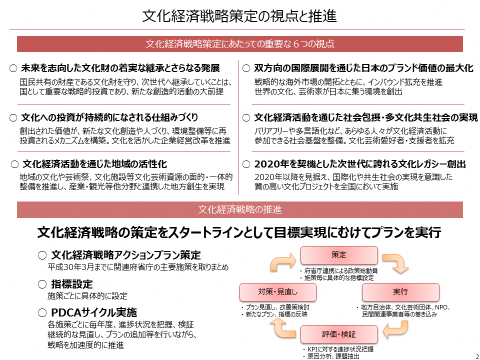 文化経済戦略策定の視点と推進
文化経済戦略策定にあたっての重要な6つの視点
○ 未来を志向した文化財の着実な継承とさらなる発展
国民共有の財産である文化財を守り、次世代へ継承していくことは、
国として重要な戦略的投資であり、新たな創造的活動の大前提
○ 文化への投資が持続的になされる仕組みづくり
創出された価値が、新たな文化創造や人づくり、環境整備等に再
投資されるメカニズムを構築。文化を活かした企業経営改革を推進
○ 文化経済活動を通じた地域の活性化
地域の文化や芸術祭、文化施設等文化芸術資源の面的・一体的
整備を推進し、産業・観光等他分野と連携した地方創生を実現
○ 双方向の国際展開を通じた日本のブランド価値の最大化
戦略的な海外市場の開拓とともに、インバウンド拡充を推進
世界の文化、芸術家が日本に集う環境を創出
○ 文化経済活動を通じた社会包摂・多文化共生社会の実現
バリアフリーや多言語化など、あらゆる人々が文化経済活動に
参加できる社会基盤を整備。文化芸術愛好者・支援者を拡充
○ 2020年を契機とした次世代に誇れる文化レガシー創出
2020年以降を見据え、国際化や共生社会の実現を意識した
質の高い文化プロジェクトを全国において実施
文化経済戦略の推進
文化経済戦略の策定をスタートラインとして目標実現にむけてプランを実行
○ 文化経済戦略アクションプラン策定
平成30年3月までに関連府省庁の主要施策を取りまとめ
○ 指標設定
施策ごとに具体的に設定
○ PDCAサイクル実施
各施策ごとに毎年度、進捗状況を把握、検証
継続的な見直し、プランの追加等を行いながら、
戦略を加速度的に推進
策定
・府省庁連携による政策総動員
・施策毎に具体的な指標設定
対策・見直し
・プラン見直し、改善策検討
・新たなプラン、指標の反映
実行
・地方自治体、文化芸術団体、NPO、
民間関連事業者等の巻き込み
評価・検証
・KPIに対する進捗状況把握
・原因分析、課題抽出
2